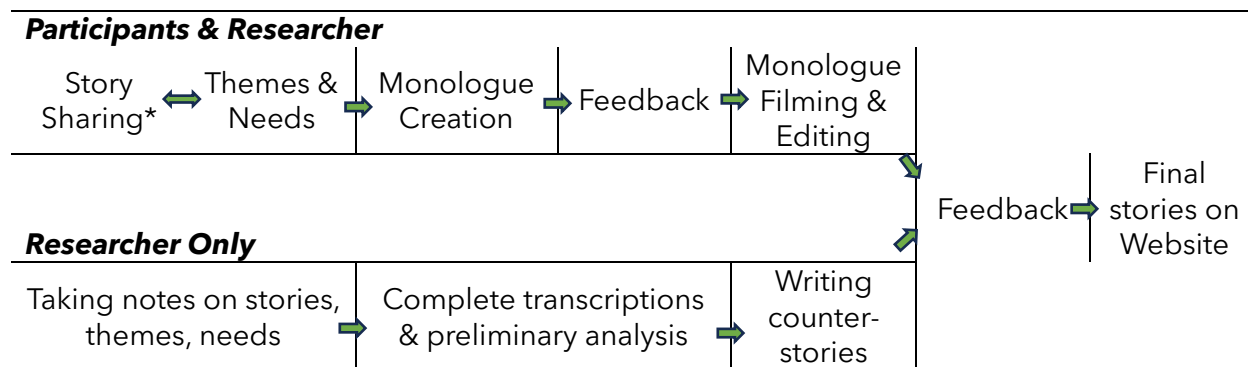 Participants & Researcher
Story
Sharing*
Themes &
Needs
Monologue
Creation
Feedback
Monologue
Filming &
Editing
Feedback
Final
stories on
Website
Researcher Only
Taking notes on stories,
themes, needs
Complete transcriptions
& preliminary analysis
Writing
counter-
stories